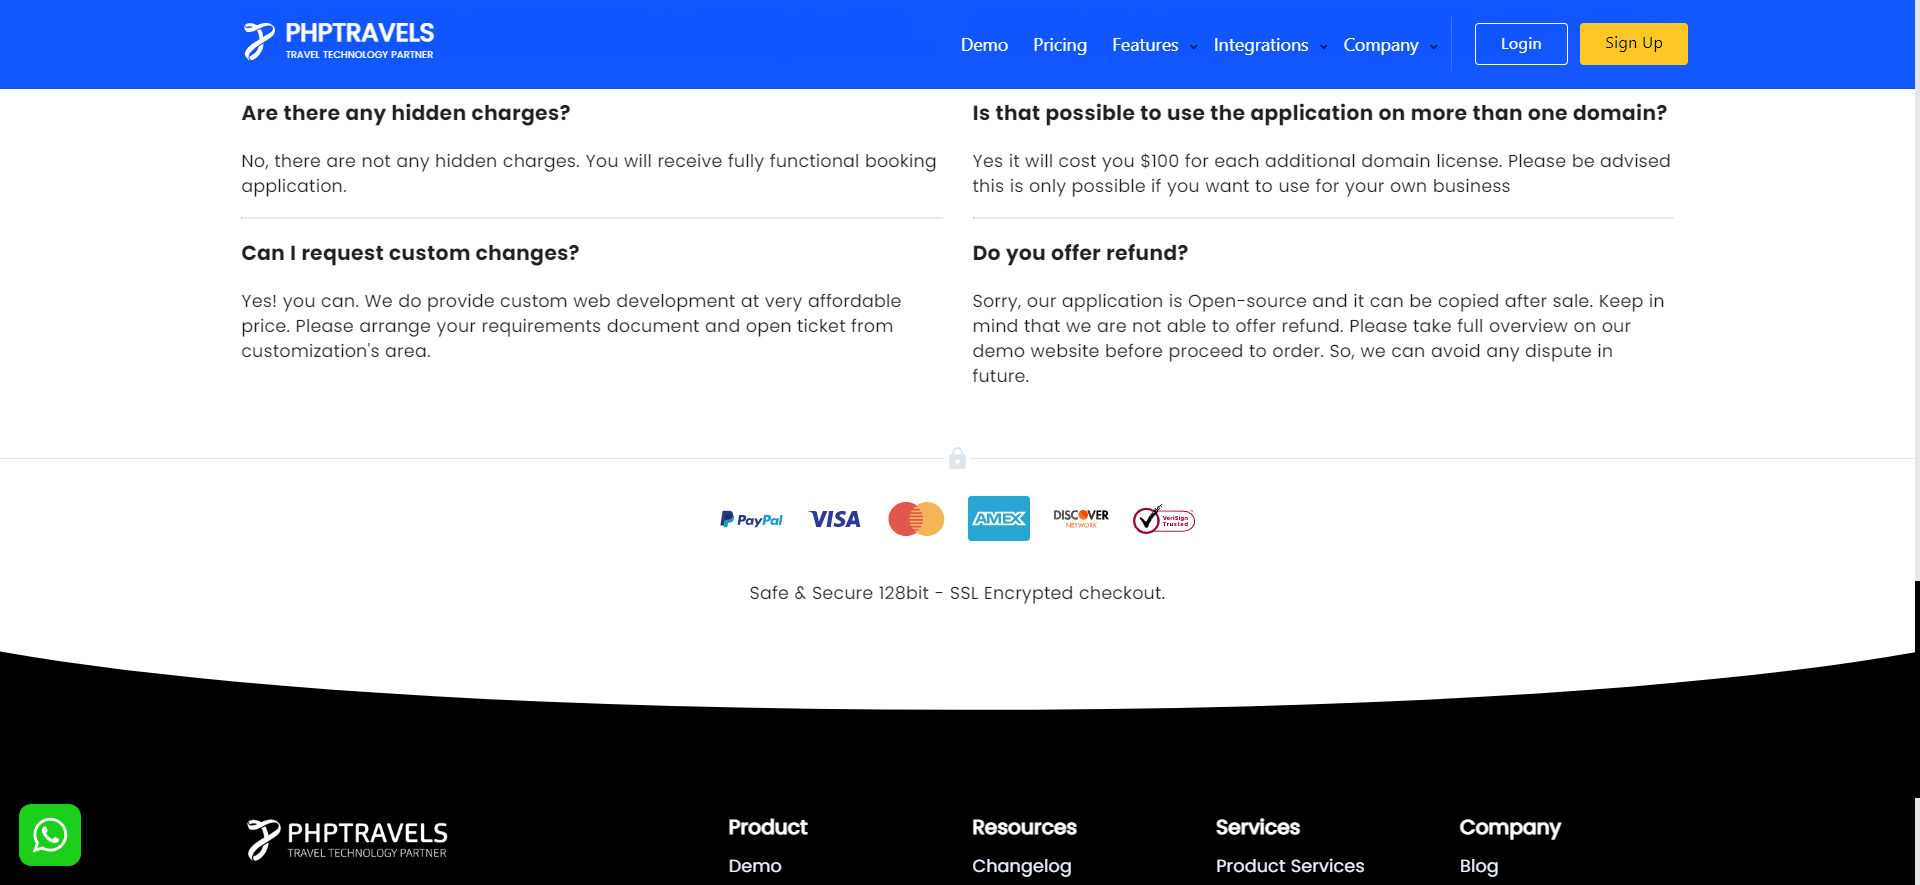 PHPTRAVELS
TRAVEL TECHNOLOGY PARTNER
Demo Pricing Features Integrations Company Login Sign Up
Are there any hidden charges?
No, there are not any hidden charges. You will receive fully functional booking
application.
Is that possible to use the application on more than one domain?
Yes it will cost you $100 for each additional domain license. Please be advised
this is only possible if you want to use for your own business
Can I request custom changes?
Yes! you can. We do provide custom web development at very affordable
price. Please arrange your requirements document and open ticket from
customization's area.
Do you offer refund?
Sorry, our application is Open-source and it can be copied after sale. Keep in
mind that we are not able to offer refund. Please take full overview on our
demo website before proceed to order. So, we can avoid any dispute in
future.
PayPal VISA AMEX DISCOVER NETWORK VeriSign Trusted
Safe & Secure 128bit - SSL Encrypted checkout.
PHPTRAVELS
TRAVEL TECHNOLOGY PARTNER
Product
Demo
Resources
Changelog
Services
Product Services
Company
Blog